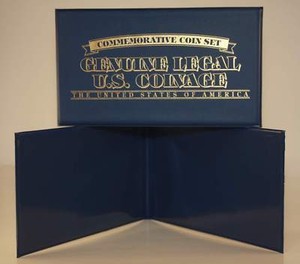 COMMEMORATIVE COIN SET
GENUINE LEGAL
U.S. COINAGE
THE UNITED STATES OF AMERICA